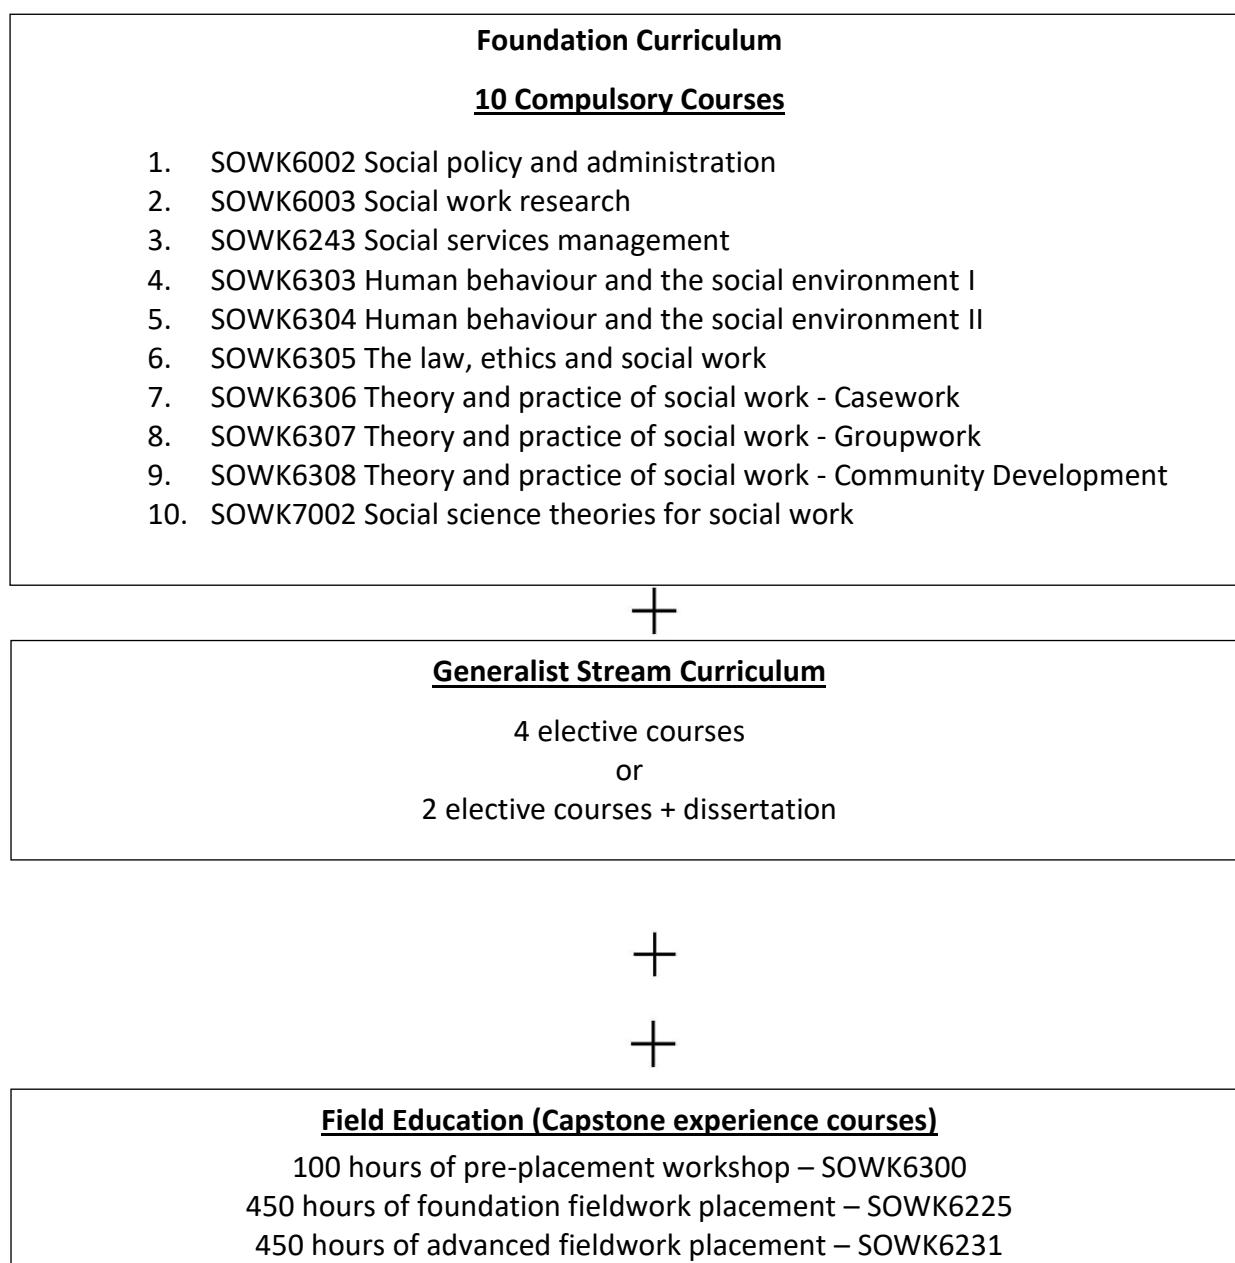 Foundation Curriculum
10 Compulsory Courses
1. SOWK6002 Social policy and administration
2. SOWK6003 Social work research
3. SOWK6243 Social services management
4. SOWK6303 Human behaviour and the social environment I
5. SOWK6304 Human behaviour and the social environment II
6. SOWK6305 The law, ethics and social work
7. SOWK6306 Theory and practice of social work - Casework
8. SOWK6307 Theory and practice of social work - Groupwork
9. SOWK6308 Theory and practice of social work - Community Development
10. SOWK7002 Social science theories for social work
+
Generalist Stream Curriculum
4 elective courses
or
2 elective courses + dissertation
+
+
Field Education (Capstone experience courses)
100 hours of pre-placement workshop – SOWK6300
450 hours of foundation fieldwork placement – SOWK6225
450 hours of advanced fieldwork placement – SOWK6231